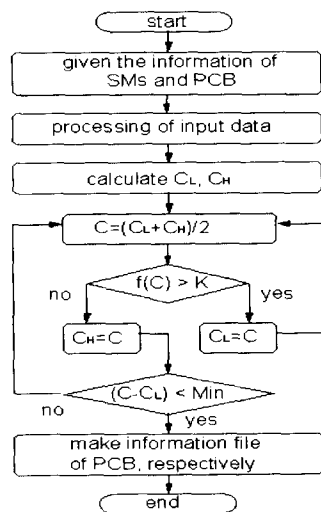 start
given the information of
SMs and PCB
processing of input data
calculate CL, CH
C=(CL+CH)/2
f(C) > K
no
yes
CH=C
CL=C
(C-CL) < Min
no
yes
make information file
of PCB, respectively
end